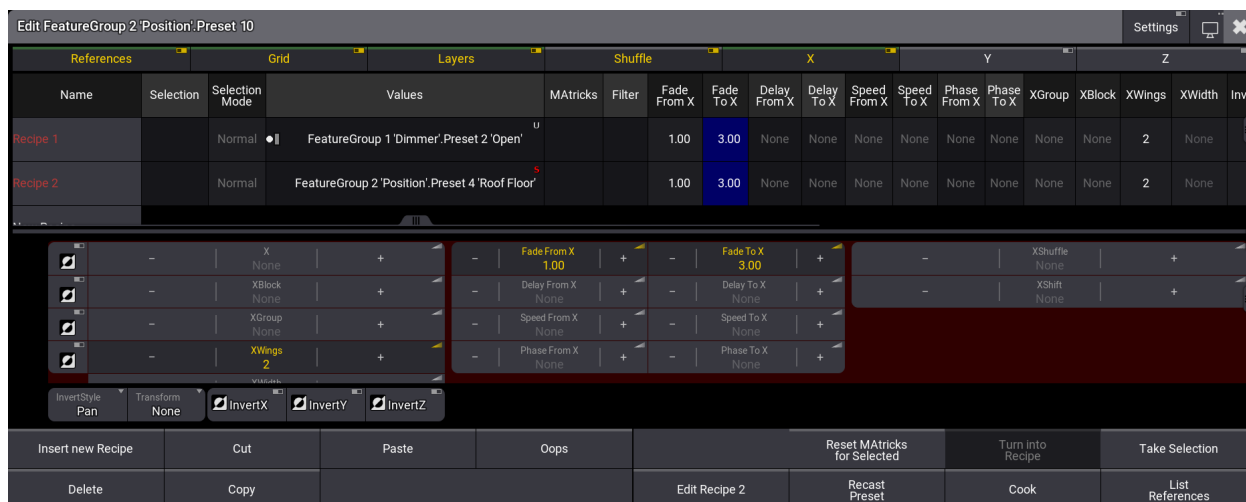 Edit FeatureGroup 2 'Position'.Preset 10
Settings
References Grid Layers Shuffle X Y Z
Name Selection Selection Mode Values MAtricks Filter Fade From X Fade To X Delay From X Delay To X Speed From X Speed To X Phase From X Phase To X XGroup XBlock XWings XWidth Inv
Recipe 1 Normal FeatureGroup 1 'Dimmer'.Preset 2 'Open' U 1.00 3.00 None None None None None None None None 2 None
Recipe 2 Normal FeatureGroup 2 'Position'.Preset 4 'Roof Floor' S 1.00 3.00 None None None None None None None None 2 None
– X None + – Fade From X 1.00 + – Fade To X 3.00 + – XShuffle None +
– XBlock None + – Delay From X None + – Delay To X None + – XShift None +
– XGroup None + – Speed From X None + – Speed To X None +
– XWings 2 + – Phase From X None + – Phase To X None +
XWidth
InvertStyle Pan Transform None InvertX InvertY InvertZ
Insert new Recipe Cut Paste Oops Reset MAtricks for Selected Turn into Recipe Take Selection
Delete Copy Edit Recipe 2 Recast Preset Cook List References